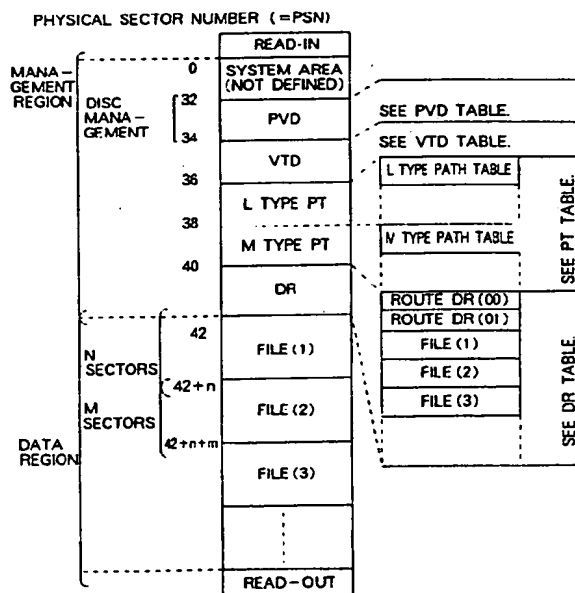 PHYSICAL SECTOR NUMBER (=PSN)
READ-IN
0
MANA-
GEMENT
REGION
SYSTEM AREA
(NOT DEFINED)
32
DISC
MANA-
GEMENT
PVD
SEE PVD TABLE.
34
SEE VTD TABLE.
VTD
36
L TYPE PT
L TYPE PATH TABLE
38
M TYPE PT
M TYPE PATH TABLE
SEE PT TABLE.
40
DR
ROUTE DR(00)
ROUTE DR(01)
FILE(1)
FILE(2)
FILE(3)
SEE DR TABLE.
42
N
SECTORS
FILE(1)
42+n
M
SECTORS
FILE(2)
42+n+m
DATA
REGION
FILE(3)
READ-OUT